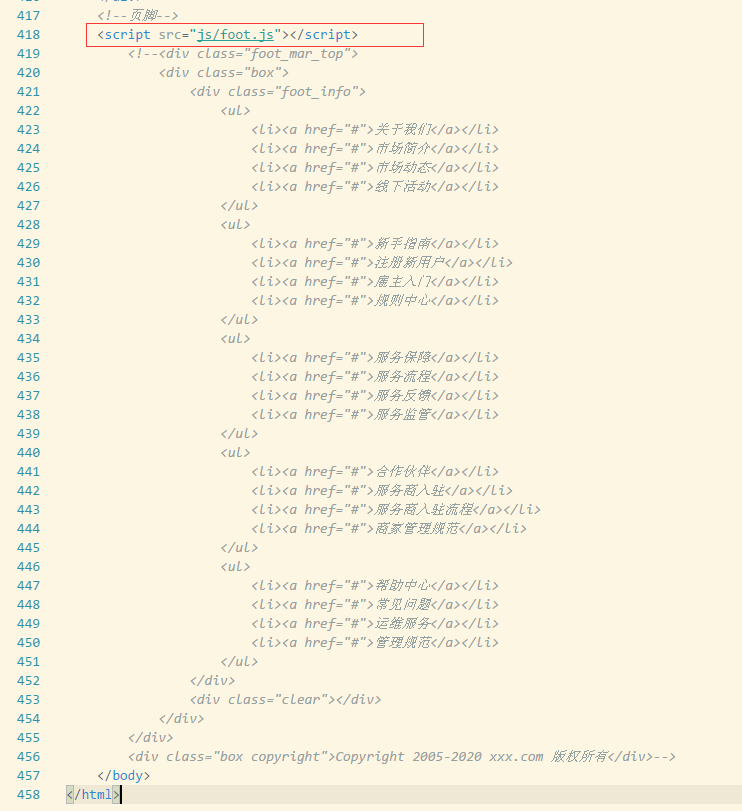 417 <!--页脚-->
418 <script src="js/foot.js"></script>
419 <!--<div class="foot_mar_top">
420 <div class="box">
421 <div class="foot_info">
422 <ul>
423 <li><a href="#">关于我们</a></li>
424 <li><a href="#">市场简介</a></li>
425 <li><a href="#">市场动态</a></li>
426 <li><a href="#">线下活动</a></li>
427 </ul>
428 <ul>
429 <li><a href="#">新手指南</a></li>
430 <li><a href="#">注册新用户</a></li>
431 <li><a href="#">雇主入门</a></li>
432 <li><a href="#">规则中心</a></li>
433 </ul>
434 <ul>
435 <li><a href="#">服务保障</a></li>
436 <li><a href="#">服务流程</a></li>
437 <li><a href="#">服务反馈</a></li>
438 <li><a href="#">服务监管</a></li>
439 </ul>
440 <ul>
441 <li><a href="#">合作伙伴</a></li>
442 <li><a href="#">服务商入驻</a></li>
443 <li><a href="#">服务商入驻流程</a></li>
444 <li><a href="#">商家管理规范</a></li>
445 </ul>
446 <ul>
447 <li><a href="#">帮助中心</a></li>
448 <li><a href="#">常见问题</a></li>
449 <li><a href="#">运维服务</a></li>
450 <li><a href="#">管理规范</a></li>
451 </ul>
452 </div>
453 <div class="clear"></div>
454 </div>
455 </div>
456 <div class="box copyright">Copyright 2005-2020 xxx.com 版权所有</div>-->
457 </body>
458 </html>